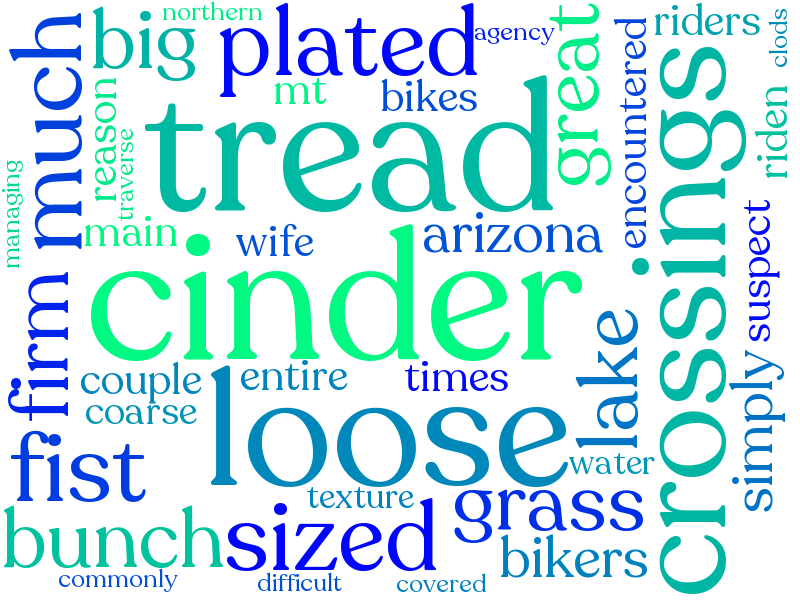 northern
big
plated
agency
great
riders
clods
much
mt
bikes
encountered
reason
traverse
tread
crossings
riden
managing
main
wife
arizona
suspect
cinder
firm
lake
couple
entire
times
simply
coarse
loose
fist
water
texture
grass
bunch
sized
bikers
commonly
difficult
covered